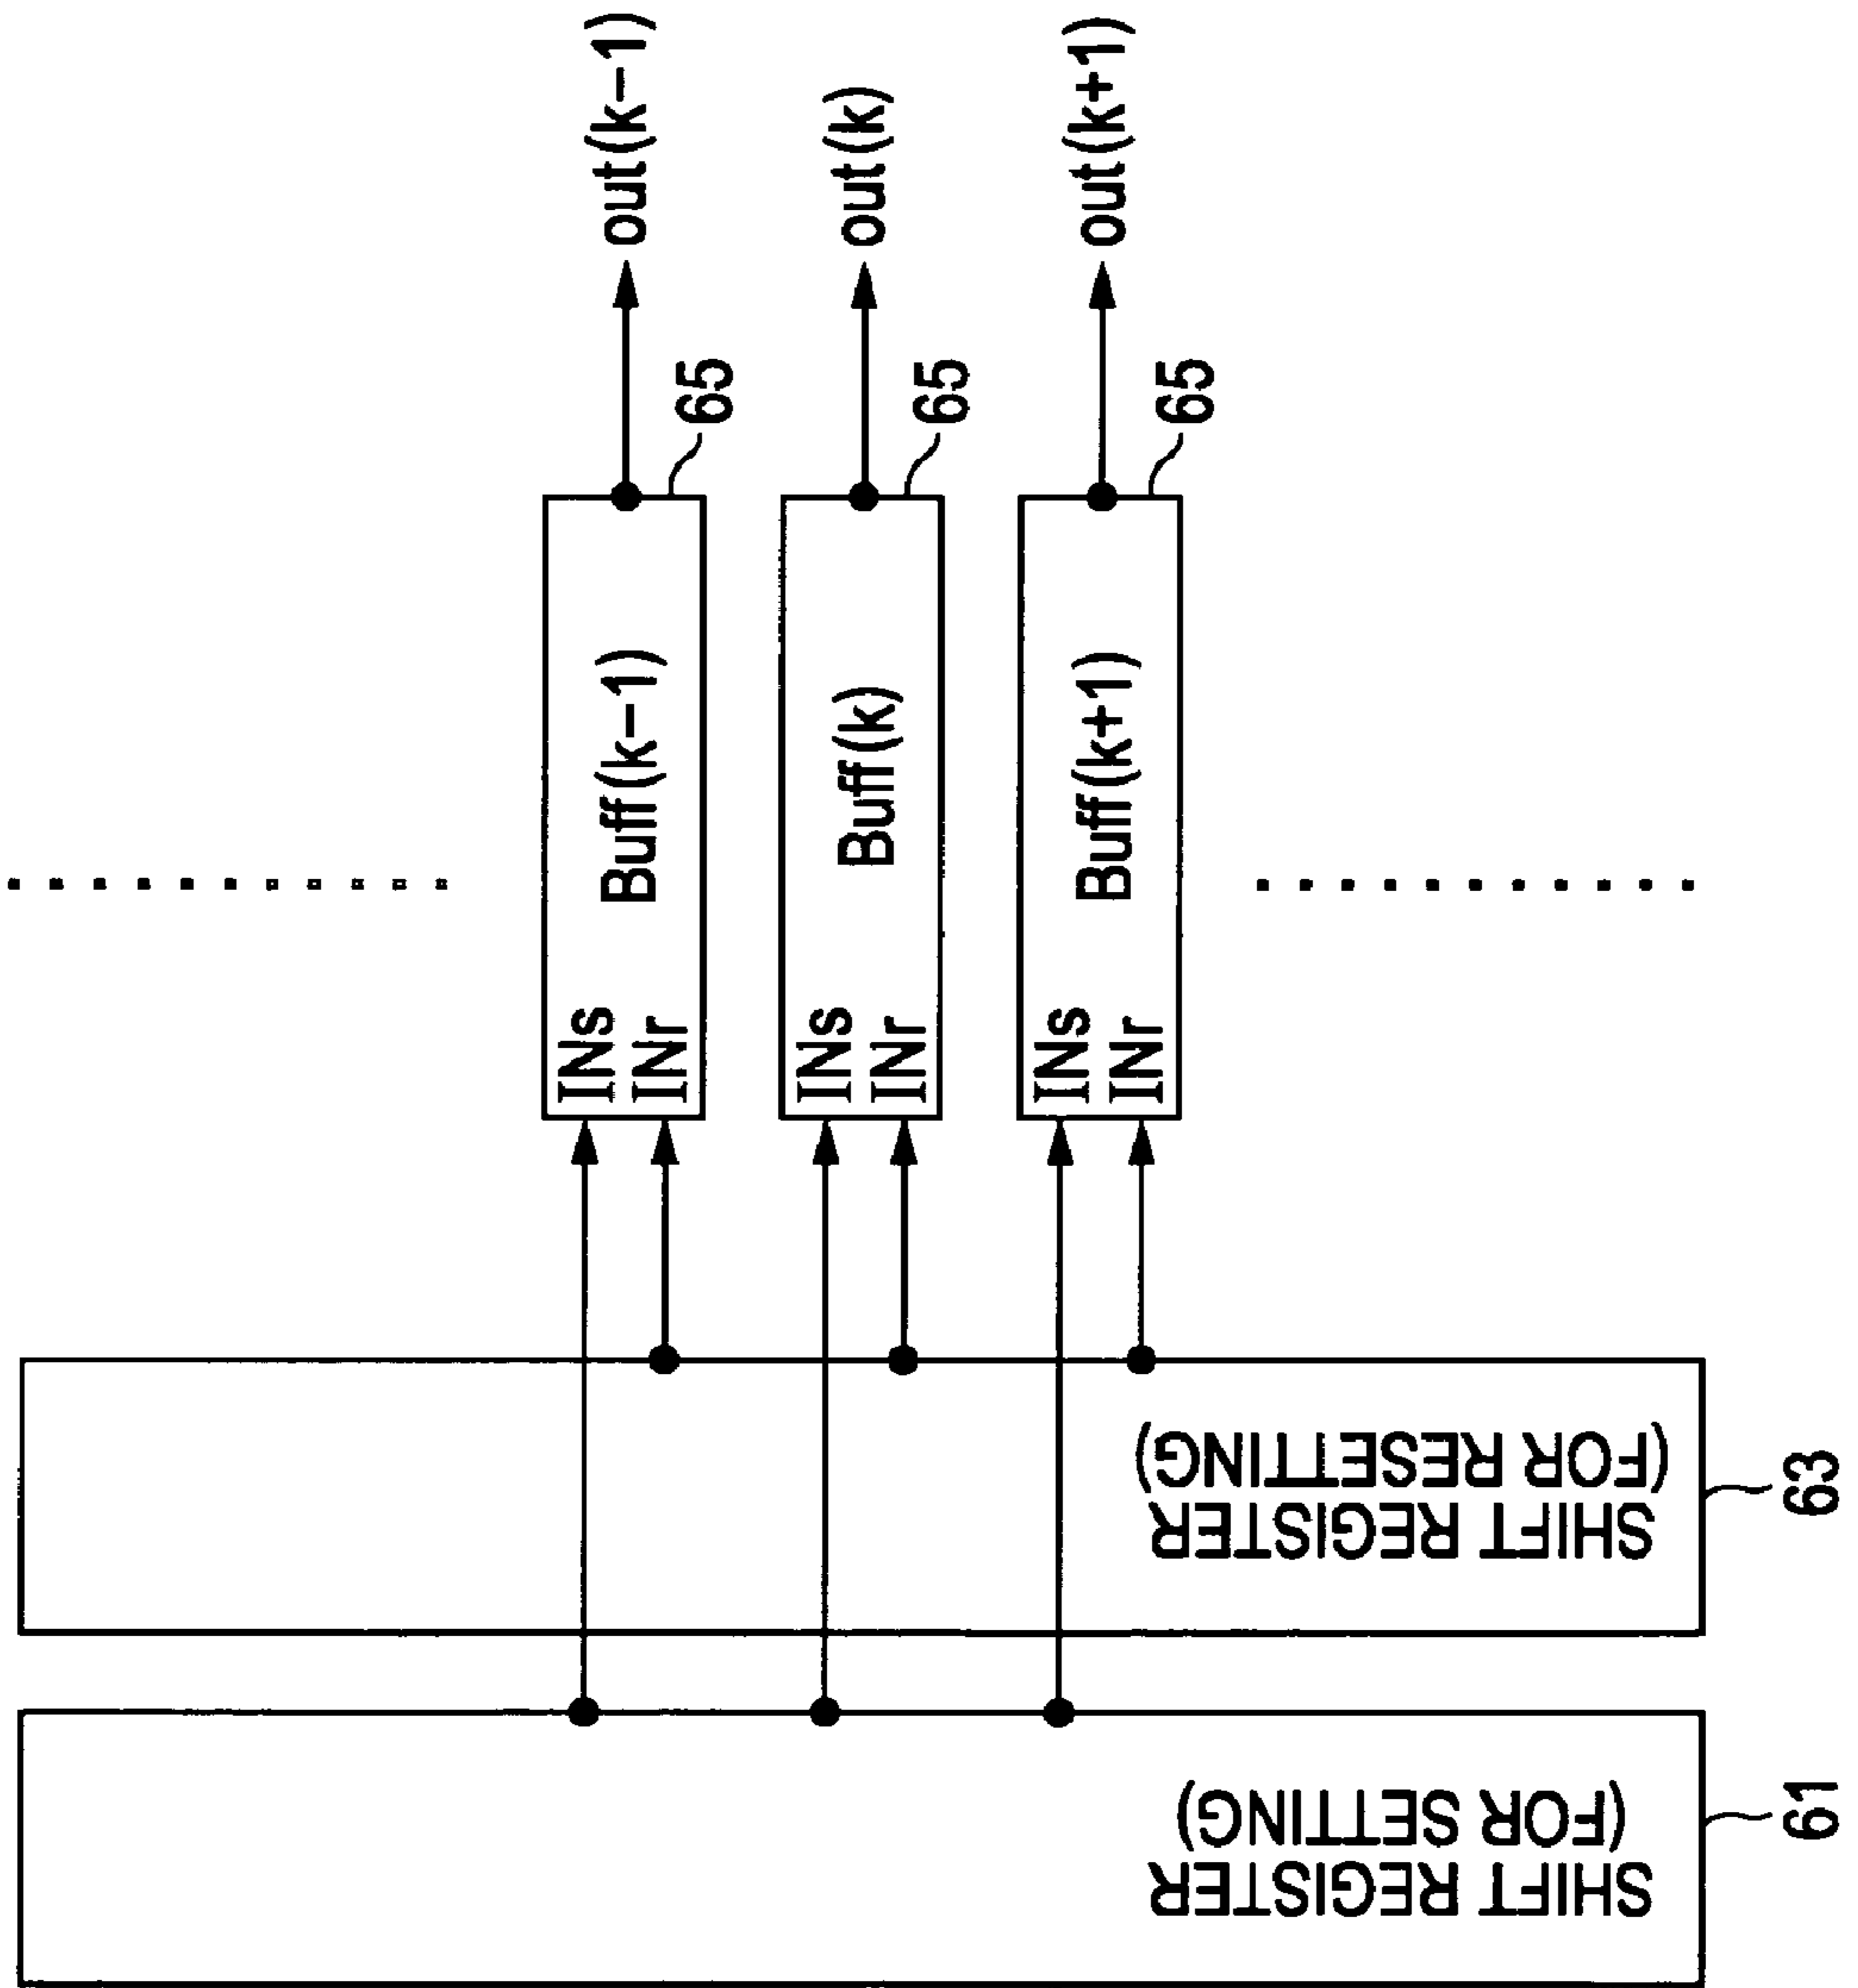 SHIFT REGISTER
(FOR SETTING)
61
SHIFT REGISTER
(FOR RESETTING)
63
INs
INr
Buff(k-1)
65
out(k-1)
INs
INr
Buff(k)
65
out(k)
INs
INr
Buff(k+1)
65
out(k+1)